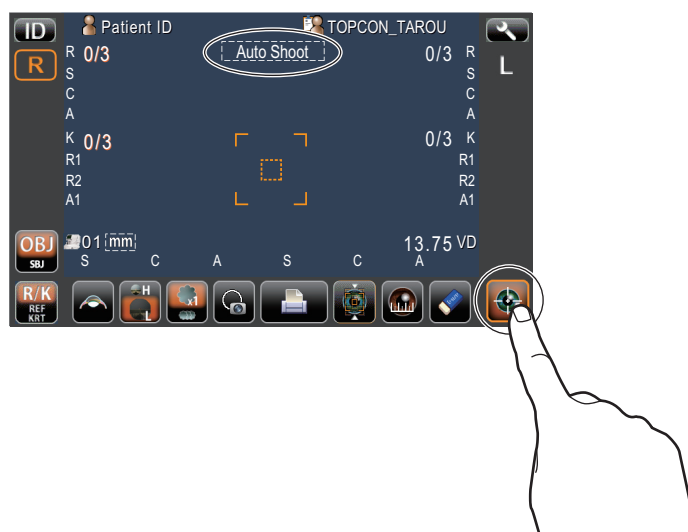 ID Patient ID TOPCON_TAROU
R R 0/3 Auto Shoot 0/3 R L
S S
C C
A A
K 0/3 0/3 K
R1 R1
R2 R2
A1 A1
OBJ 01 mm 13.75 VD
SBJ S C A S C A
R/K H x1
REF L
KRT